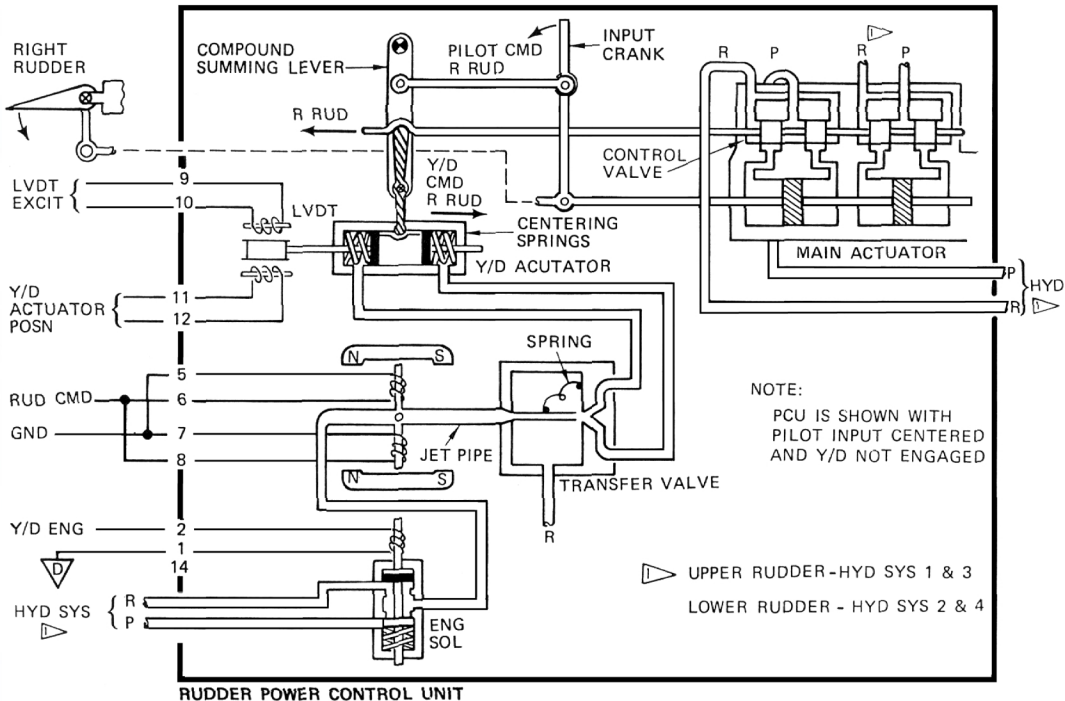 RIGHT
RUDDER
COMPOUND
SUMMING LEVER
PILOT CMD
R RUD
INPUT
CRANK
R
P
R
1
P
R RUD
CONTROL
VALVE
LVDT
EXCIT
9
10
LVDT
Y/D
CMD
R RUD
CENTERING
SPRINGS
Y/D ACUTATOR
MAIN ACTUATOR
P
R
HYD
1
Y/D
ACTUATOR
POSN
11
12
N
S
SPRING
RUD CMD
GND
5
6
7
8
JET PIPE
N
S
TRANSFER VALVE
R
NOTE:
PCU IS SHOWN WITH
PILOT INPUT CENTERED
AND Y/D NOT ENGAGED
Y/D ENG
2
1
14
D
HYD SYS
1
R
P
ENG
SOL
1 UPPER RUDDER-HYD SYS 1 & 3
LOWER RUDDER - HYD SYS 2 & 4
RUDDER POWER CONTROL UNIT